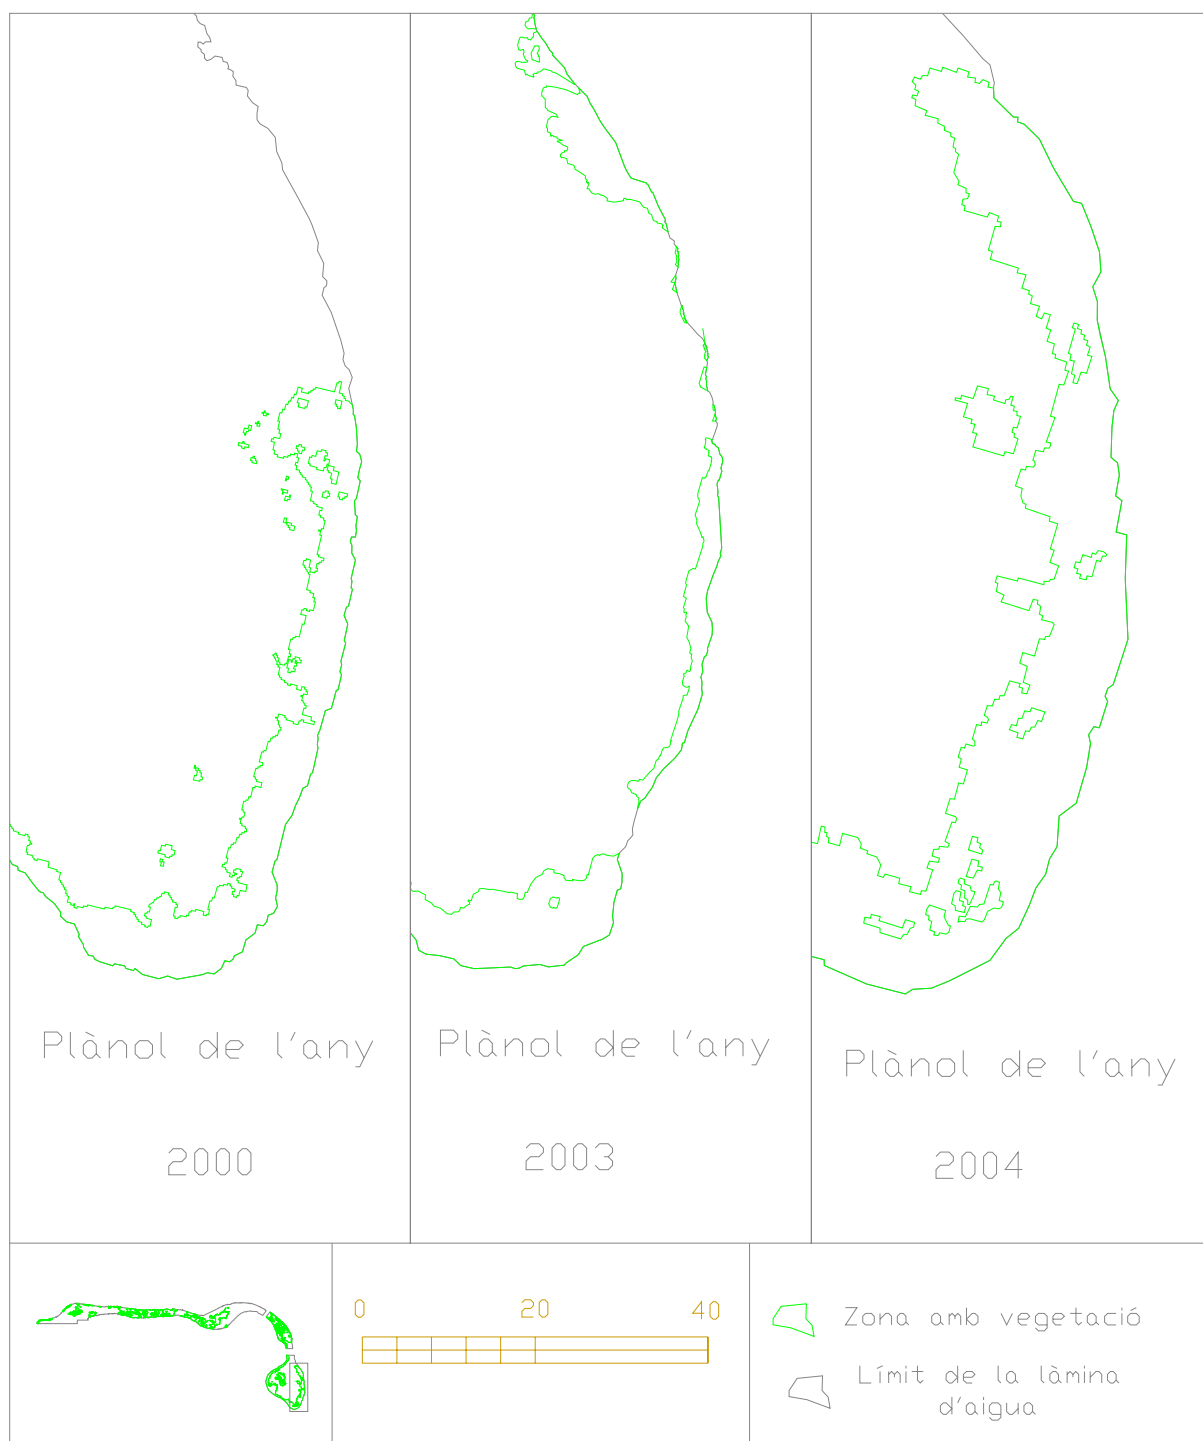 Plànol de l'any
2000
Plànol de l'any
2003
Plànol de l'any
2004
0 20 40
Zona amb vegetació
Límit de la làmina
d'aigua